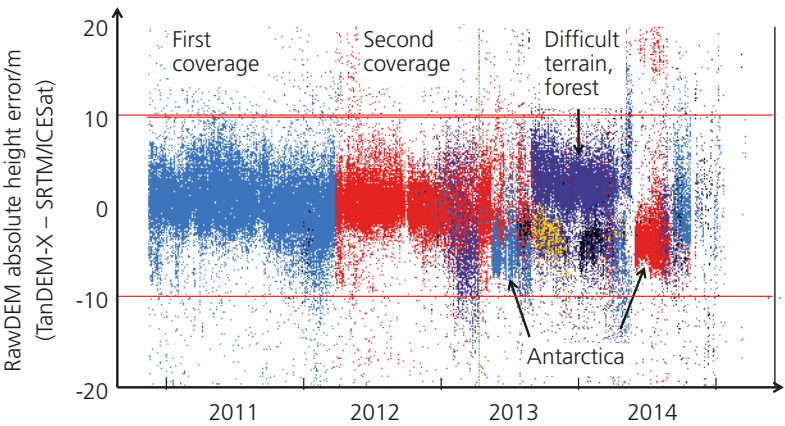 RawDEM absolute height error/m
(TanDEM-X – SRTM/ICESat)
20
10
0
-10
-20
First
coverage
Second
coverage
Difficult
terrain,
forest
Antarctica
2011
2012
2013
2014